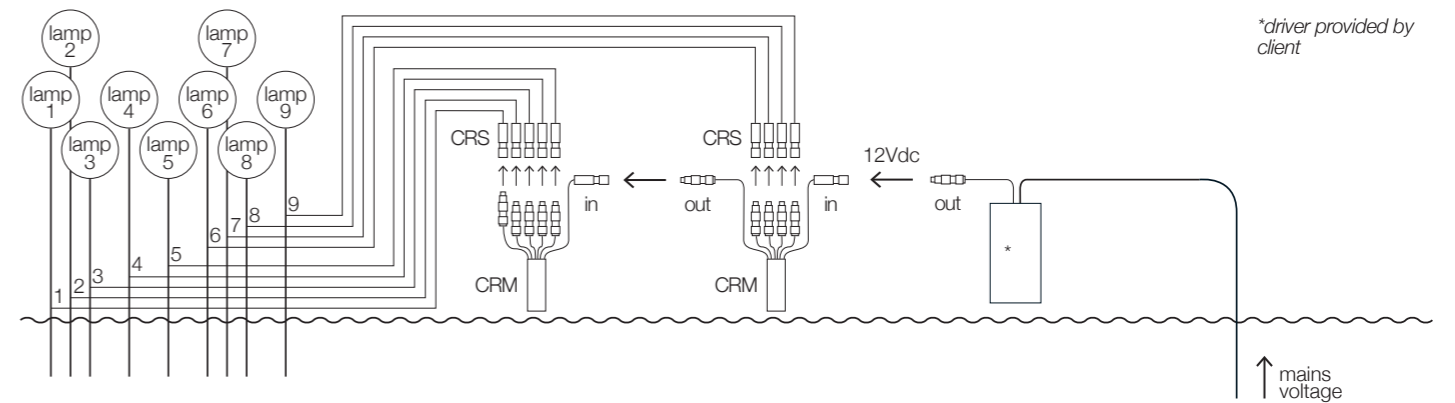 lamp
2
lamp
7
*driver provided by
client
lamp
1
lamp
4
lamp
6
lamp
9
lamp
3
lamp
5
lamp
8
CRS
CRS
12Vdc
in
out
in
out
9
8
7
6
5
4
3
2
1
*
CRM
CRM
mains
voltage